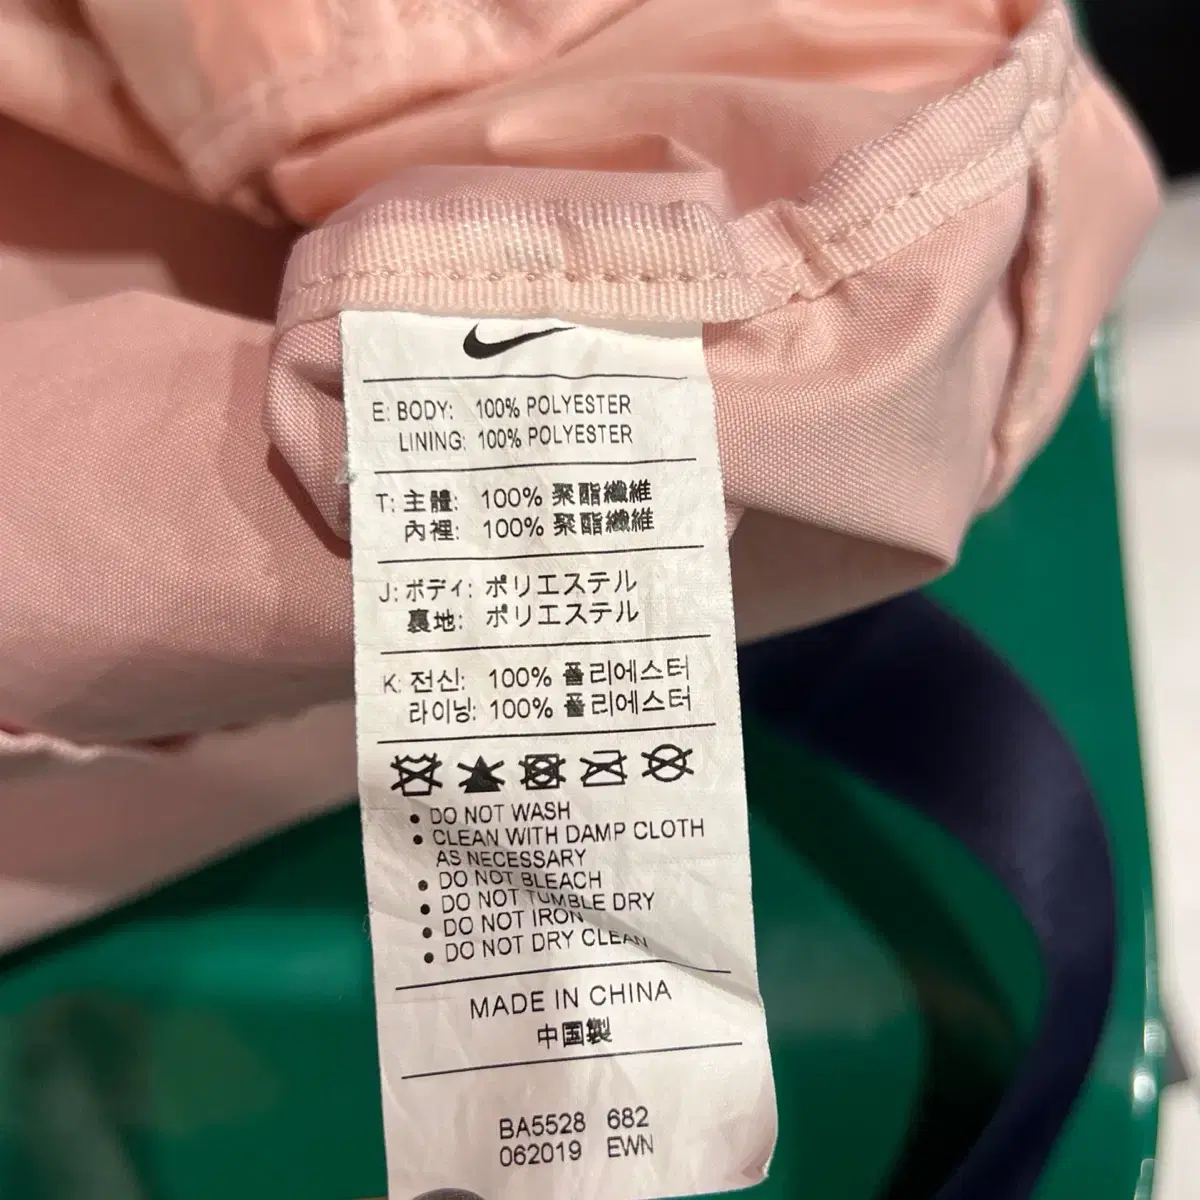 E: BODY: 100% POLYESTER
LINING: 100% POLYESTER
T: 主體: 100% 聚酯纖維
內裡: 100% 聚酯纖維
J: ボディ: ポリエステル
裏地: ポリエステル
K: 전신: 100% 폴리에스터
라이닝: 100% 폴리에스터
• DO NOT WASH
• CLEAN WITH DAMP CLOTH
AS NECESSARY
• DO NOT BLEACH
• DO NOT TUMBLE DRY
• DO NOT IRON
• DO NOT DRY CLEAN
MADE IN CHINA
中国製
BA5528 682
062019 EWN